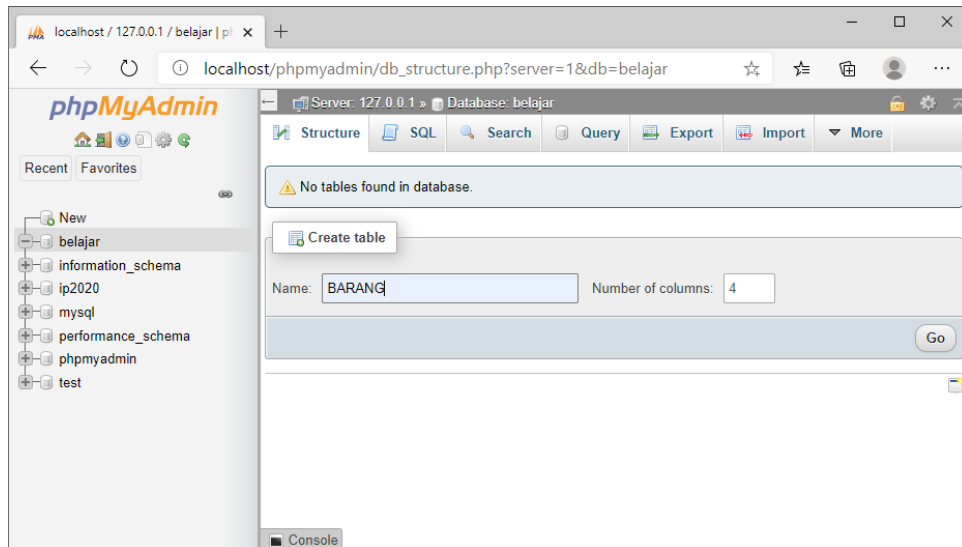 localhost / 127.0.0.1 / belajar | ph
localhost/phpmyadmin/db_structure.php?server=1&db=belajar
phpMyAdmin
Recent Favorites
New
belajar
information_schema
ip2020
mysql
performance_schema
phpmyadmin
test
Server: 127.0.0.1 » Database: belajar
Structure SQL Search Query Export Import More
No tables found in database.
Create table
Name: BARANG Number of columns: 4
Go
Console